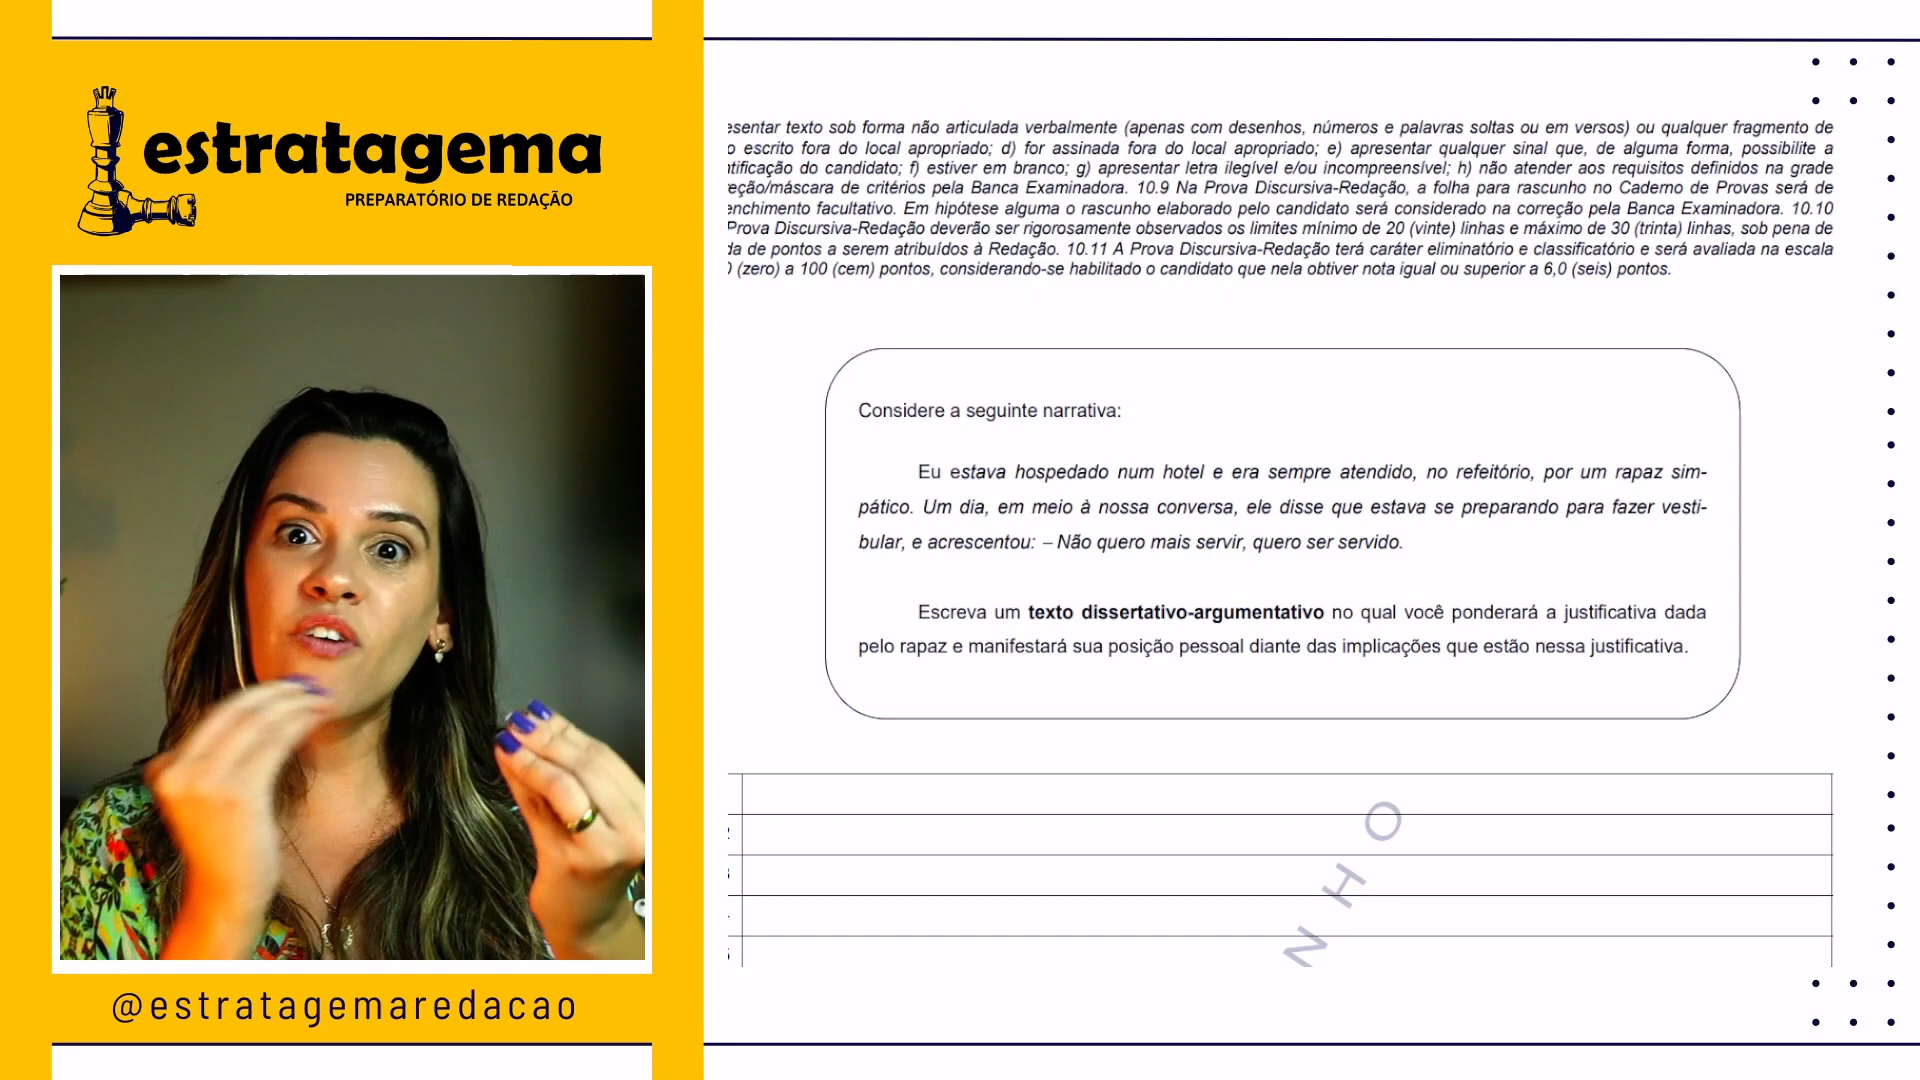 estratagema
PREPARATÓRIO DE REDAÇÃO
@estratagemaredacao
texto sob forma não articulada verbalmente (apenas com desenhos, números e palavras soltas ou em versos) ou qualquer fragmento de
escrito fora do local apropriado; d) for assinada fora do local apropriado; e) apresentar qualquer sinal que, de alguma forma, possibilite a
do candidato; f) estiver em branco; g) apresentar letra ilegível e/ou incompreensível; h) não atender aos requisitos definidos na grade
de critérios pela Banca Examinadora. 10.9 Na Prova Discursiva-Redação, a folha para rascunho no Caderno de Provas será de
facultativo. Em hipótese alguma o rascunho elaborado pelo candidato será considerado na correção pela Banca Examinadora. 10.10
Prova Discursiva-Redação deverão ser rigorosamente observados os limites mínimo de 20 (vinte) linhas e máximo de 30 (trinta) linhas, sob pena de
de pontos a serem atribuídos à Redação. 10.11 A Prova Discursiva-Redação terá caráter eliminatório e classificatório e será avaliada na escala
(zero) a 100 (cem) pontos, considerando-se habilitado o candidato que nela obtiver nota igual ou superior a 6,0 (seis) pontos.
Considere a seguinte narrativa:
Eu estava hospedado num hotel e era sempre atendido, no refeitório, por um rapaz sim-
pático. Um dia, em meio à nossa conversa, ele disse que estava se preparando para fazer vesti-
bular, e acrescentou: – Não quero mais servir, quero ser servido.
Escreva um texto dissertativo-argumentativo no qual você ponderará a justificativa dada
pelo rapaz e manifestará sua posição pessoal diante das implicações que estão nessa justificativa.
N H O